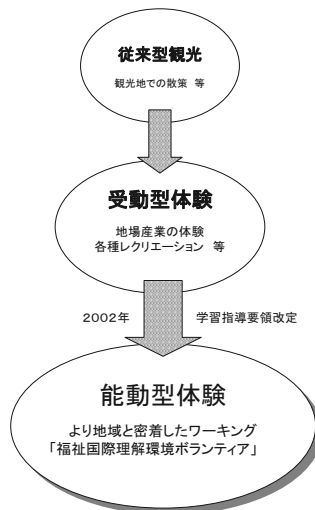 従来型観光
観光地での散策 等
受動型体験
地場産業の体験
各種レクリエーション 等
2002年 学習指導要領改定
能動型体験
より地域と密着したワーキング
「福祉国際理解環境ボランティア」